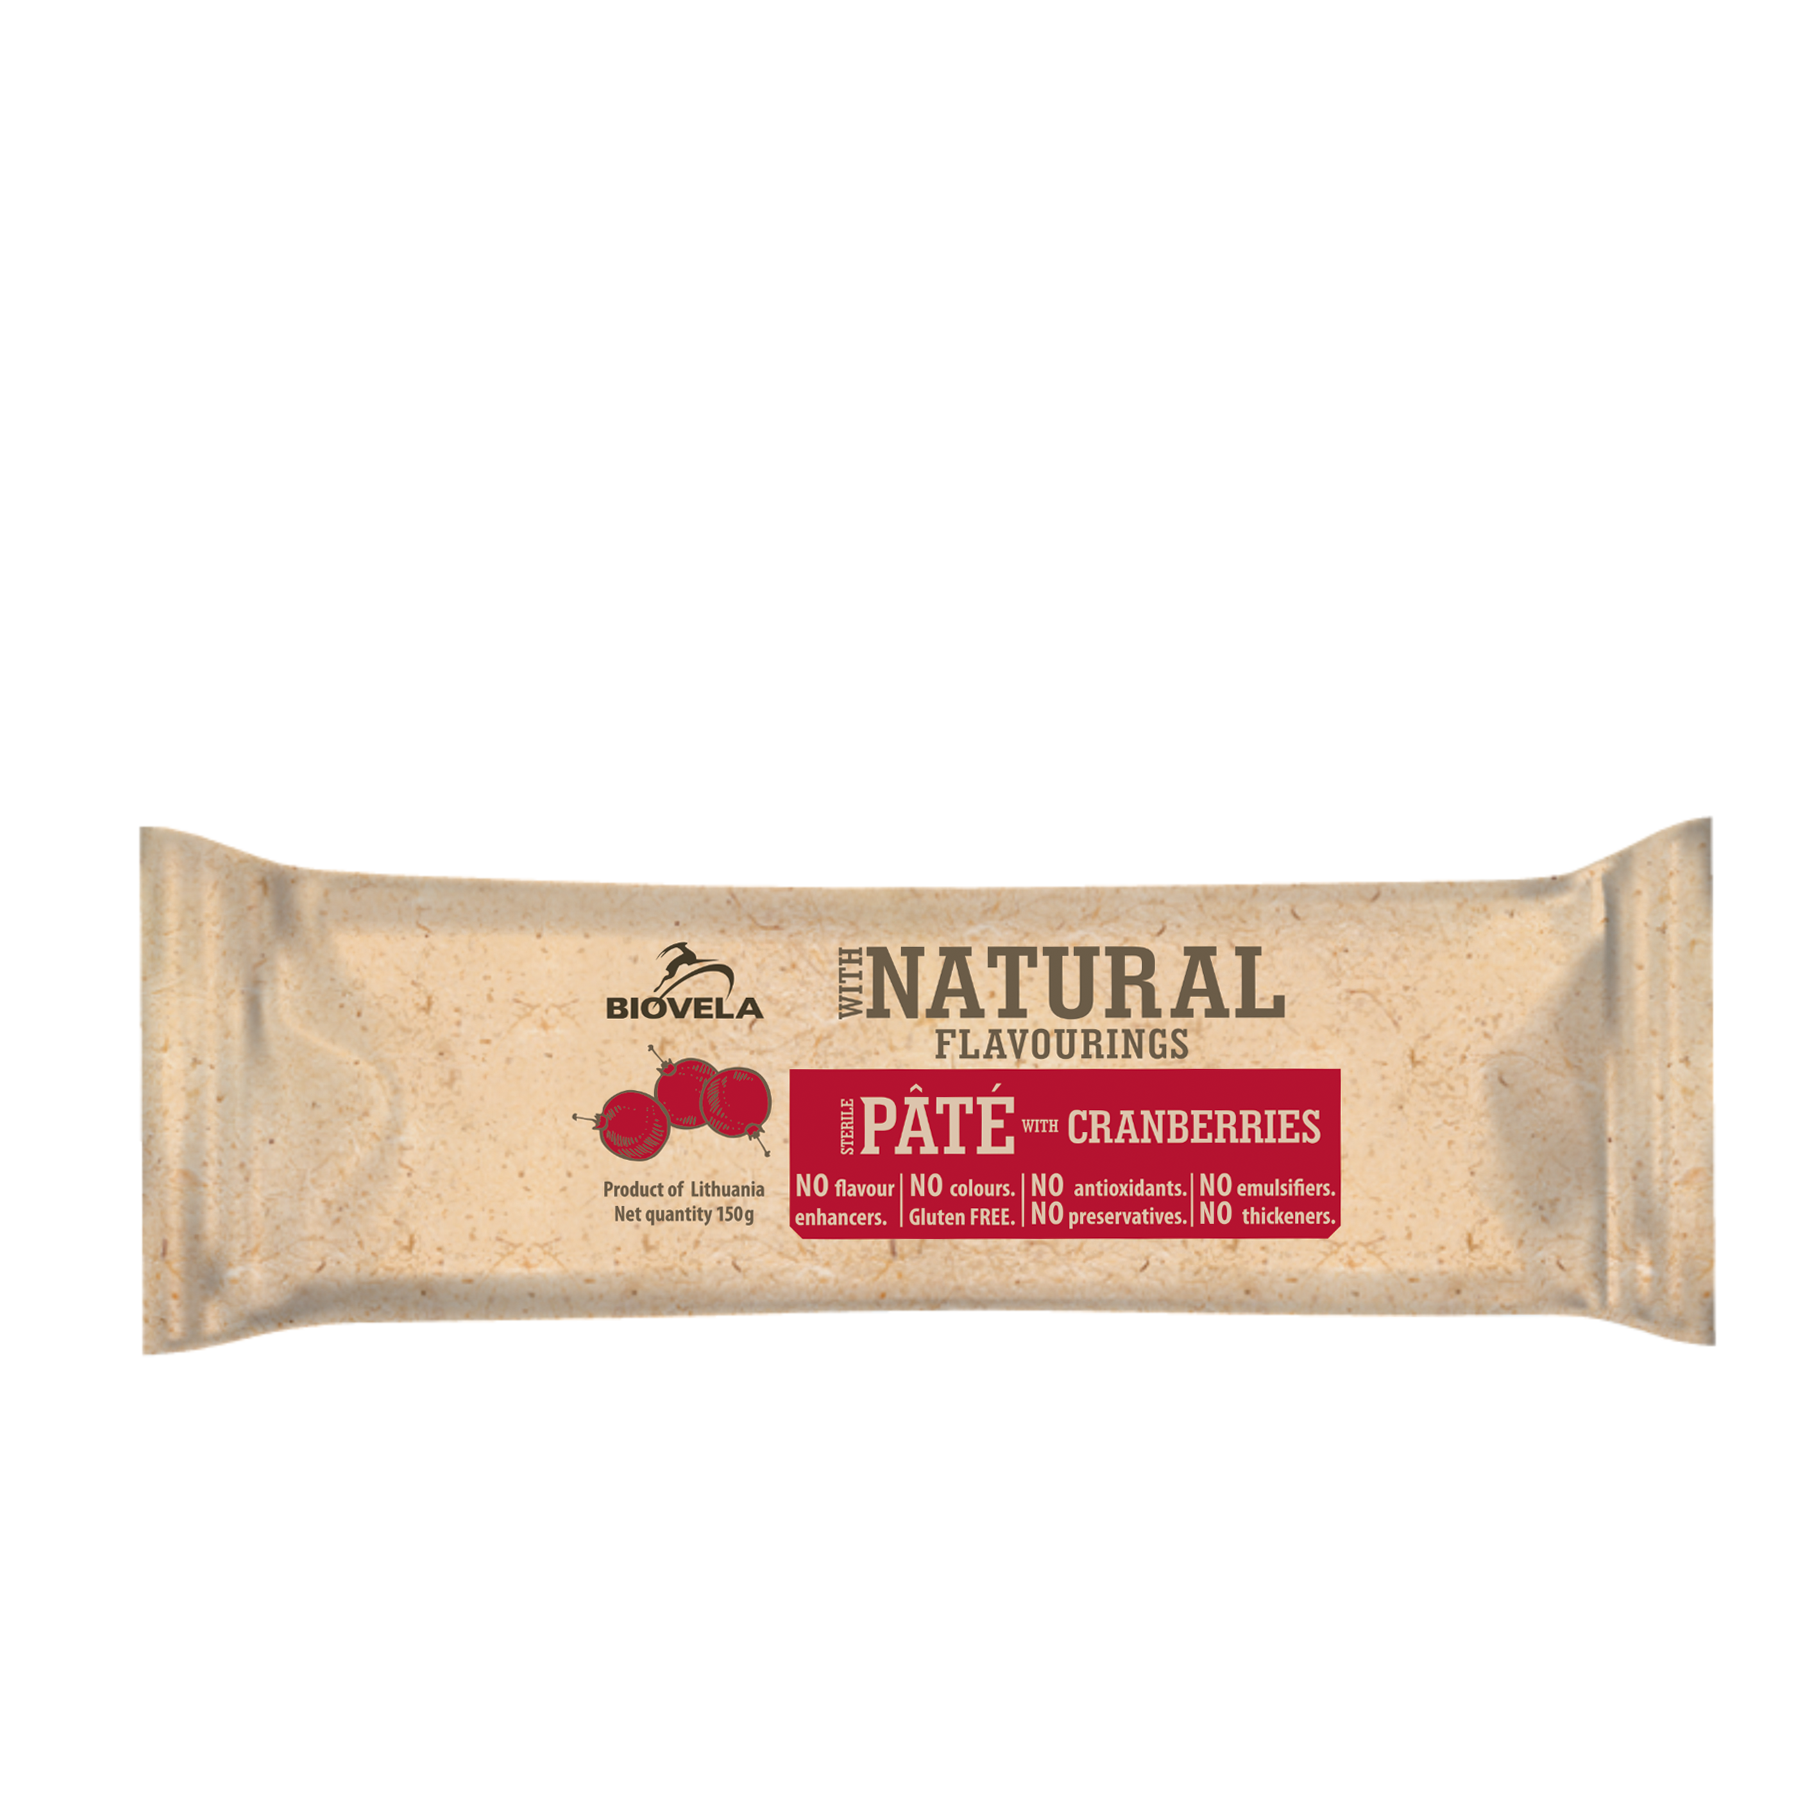 BIOVELA
WITH NATURAL
FLAVOURINGS
STERILE PÂTÉ WITH CRANBERRIES
NO flavour
enhancers.
NO colours.
Gluten FREE.
NO antioxidants.
NO preservatives.
NO emulsifiers.
NO thickeners.
Product of Lithuania
Net quantity 150g